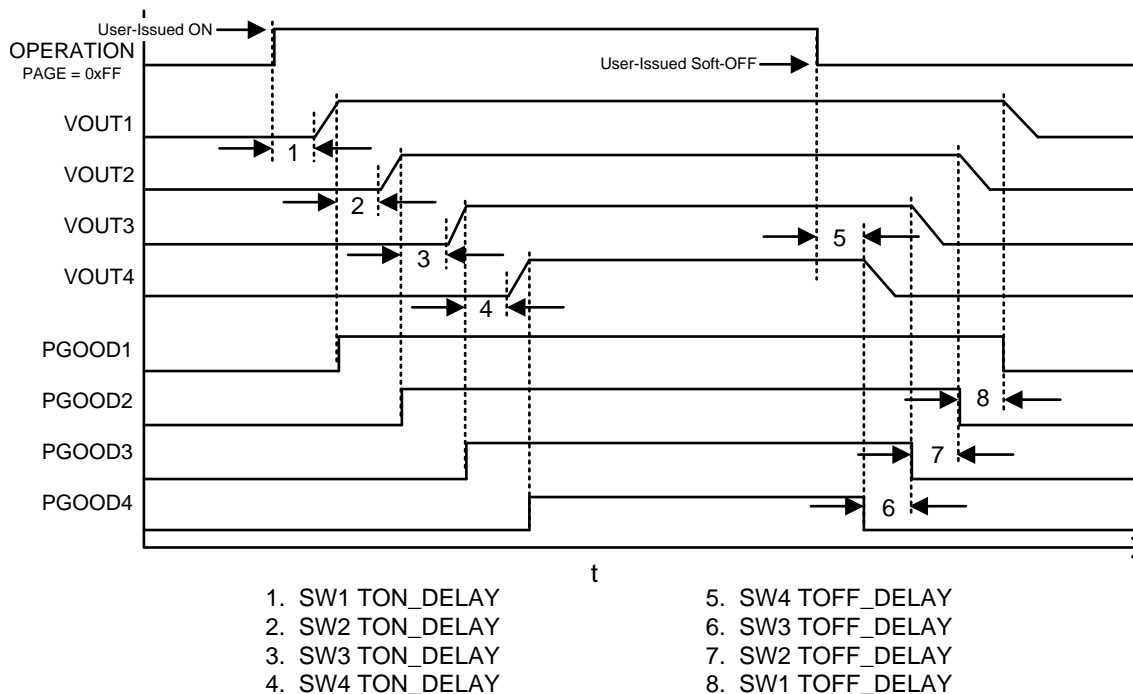 User-Issued ON
OPERATION
PAGE = 0xFF
User-Issued Soft-OFF
VOUT1
1
VOUT2
2
VOUT3
3
5
VOUT4
4
PGOOD1
PGOOD2
8
PGOOD3
7
PGOOD4
6
t
1. SW1 TON_DELAY
2. SW2 TON_DELAY
3. SW3 TON_DELAY
4. SW4 TON_DELAY
5. SW4 TOFF_DELAY
6. SW3 TOFF_DELAY
7. SW2 TOFF_DELAY
8. SW1 TOFF_DELAY